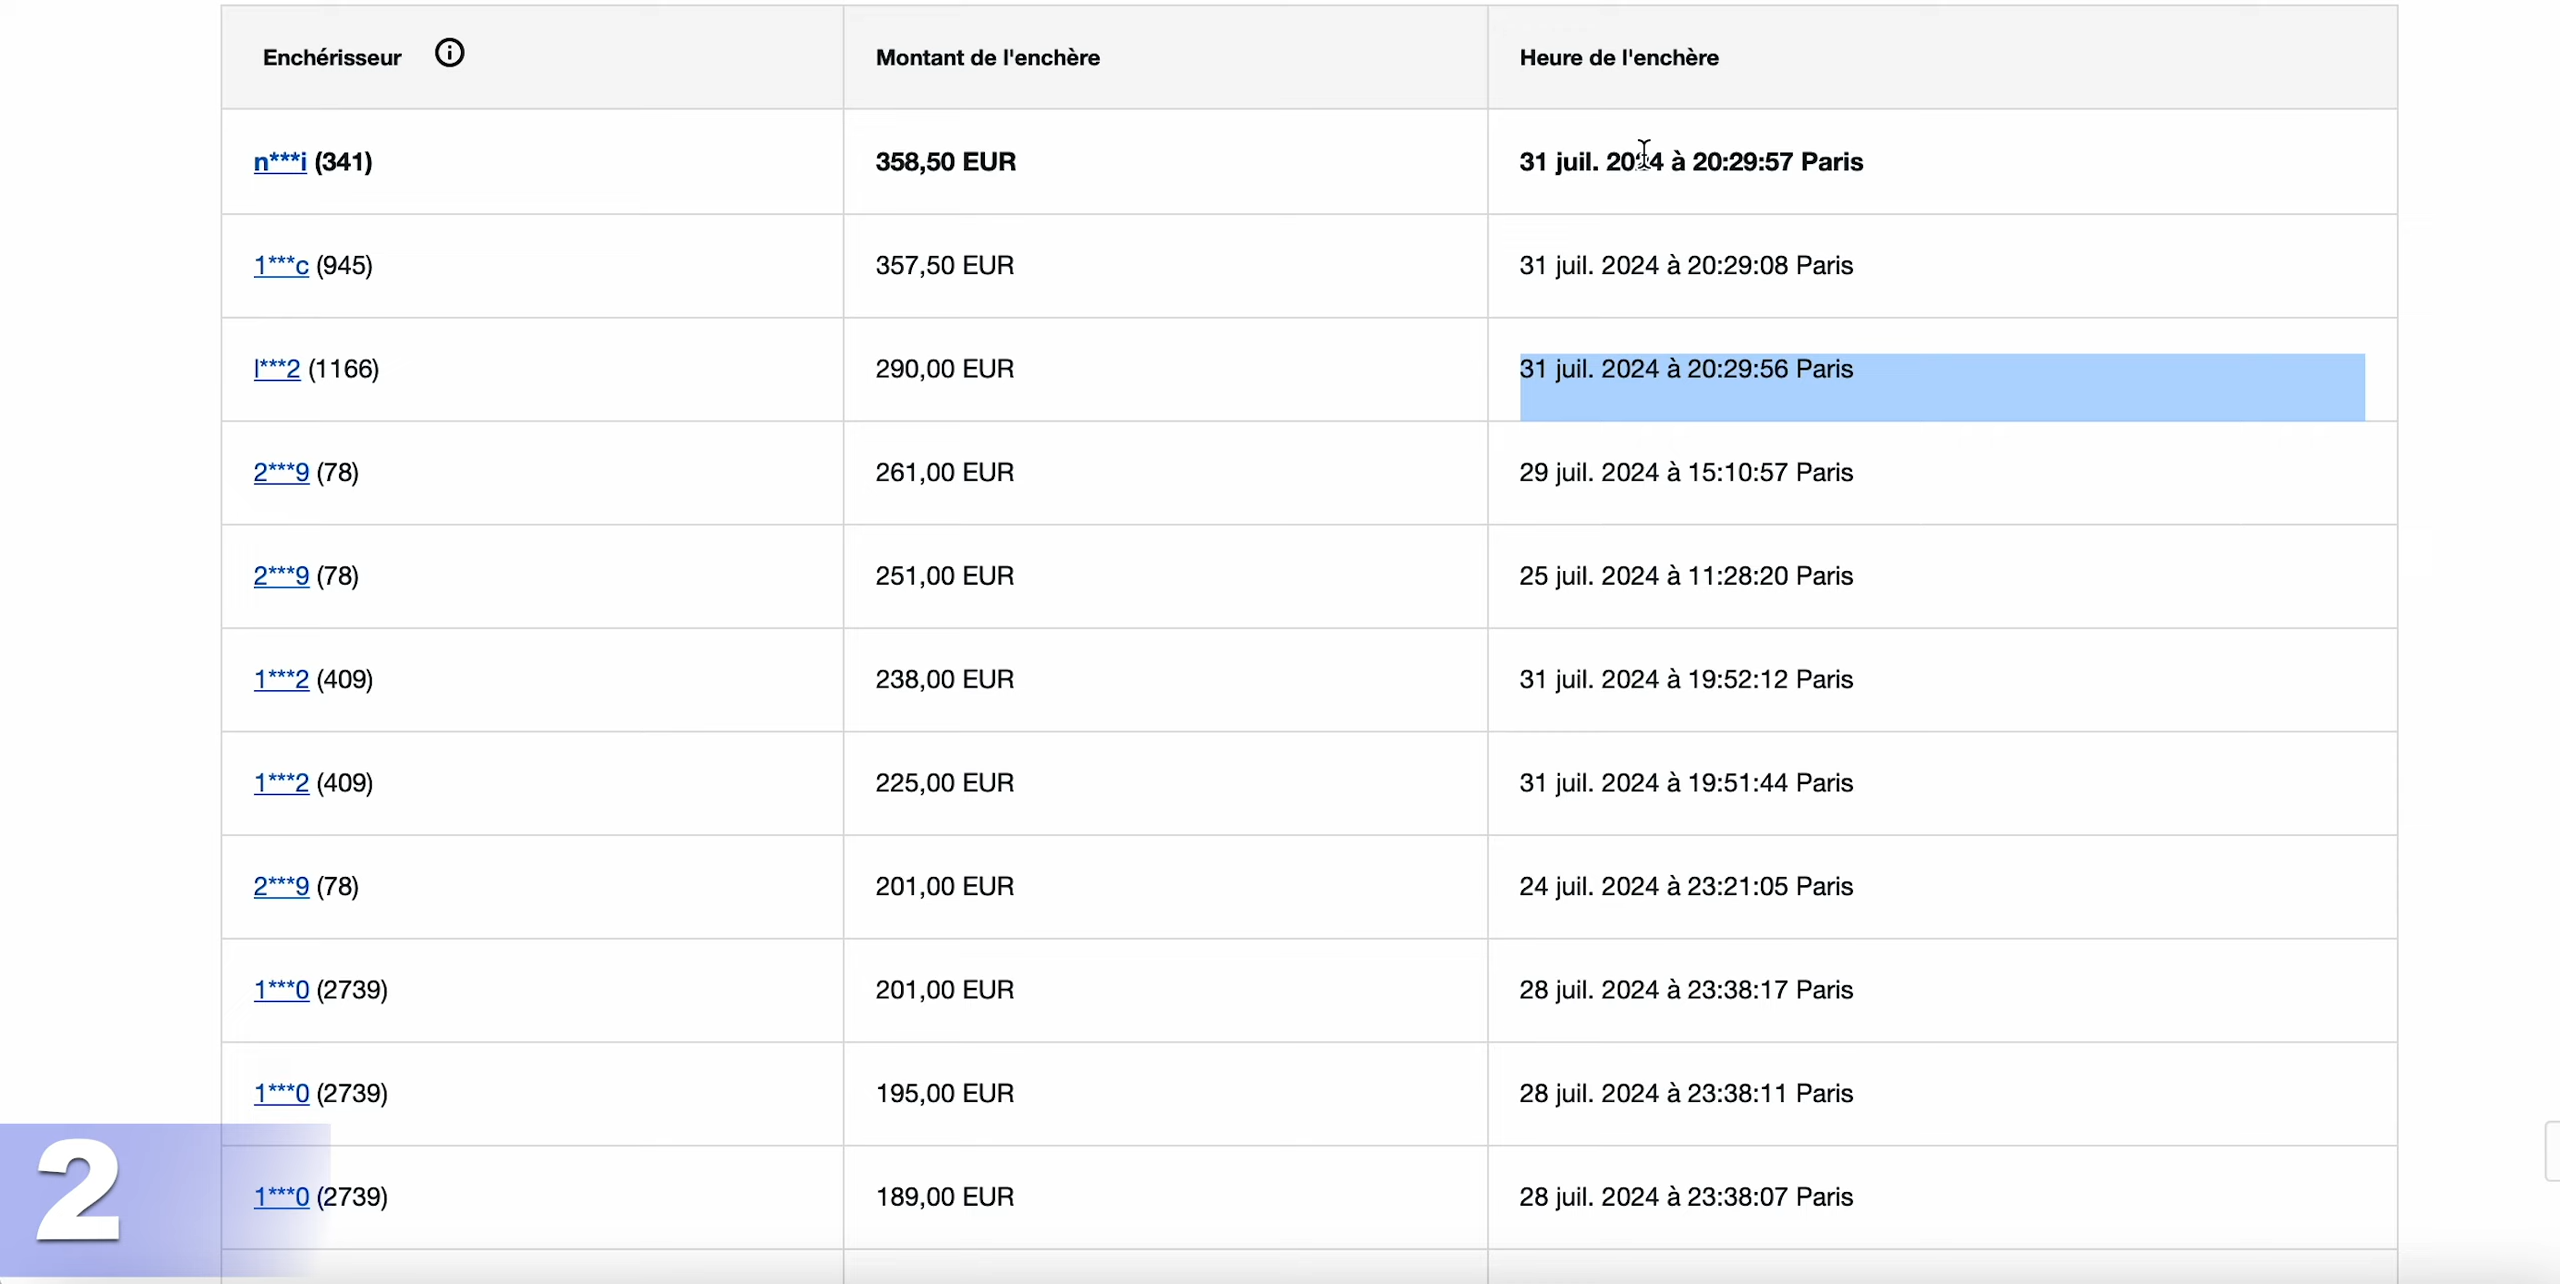 Enchérisseur Montant de l'enchère Heure de l'enchère
n***i (341) 358,50 EUR 31 juil. 2024 à 20:29:57 Paris
1***c (945) 357,50 EUR 31 juil. 2024 à 20:29:08 Paris
l***2 (1166) 290,00 EUR 31 juil. 2024 à 20:29:56 Paris
2***9 (78) 261,00 EUR 29 juil. 2024 à 15:10:57 Paris
2***9 (78) 251,00 EUR 25 juil. 2024 à 11:28:20 Paris
1***2 (409) 238,00 EUR 31 juil. 2024 à 19:52:12 Paris
1***2 (409) 225,00 EUR 31 juil. 2024 à 19:51:44 Paris
2***9 (78) 201,00 EUR 24 juil. 2024 à 23:21:05 Paris
1***0 (2739) 201,00 EUR 28 juil. 2024 à 23:38:17 Paris
1***0 (2739) 195,00 EUR 28 juil. 2024 à 23:38:11 Paris
1***0 (2739) 189,00 EUR 28 juil. 2024 à 23:38:07 Paris
2